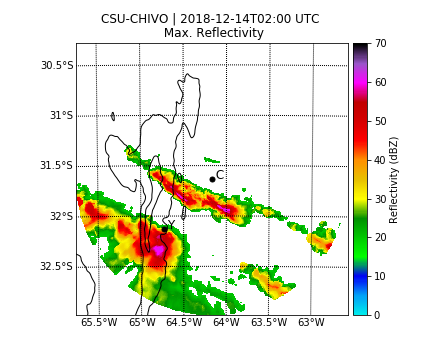 CSU-CHIVO | 2018-12-14T02:00 UTC
Max. Reflectivity
30.5°S
31°S
31.5°S
32°S
32.5°S
65.5°W
65°W
64.5°W
64°W
63.5°W
63°W
C
Y
70
60
50
40
30
20
10
0
Reflectivity (dBZ)